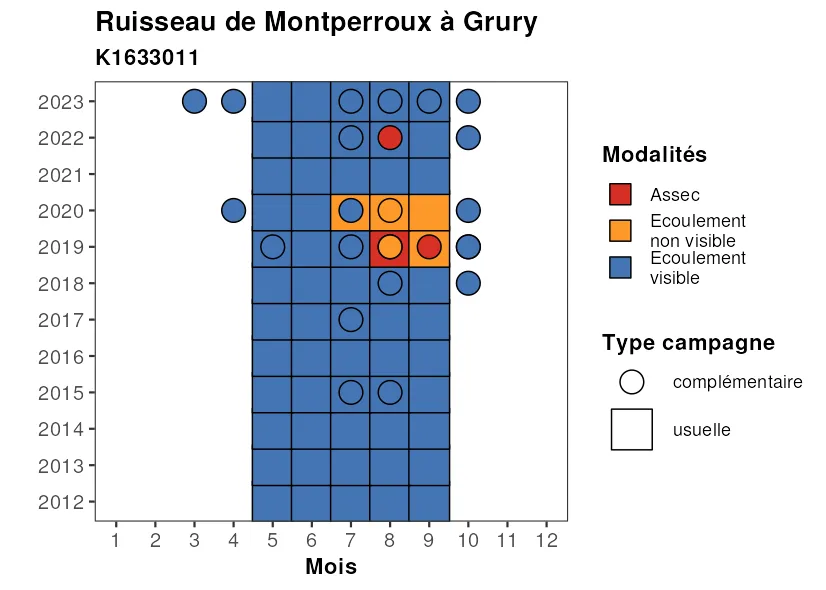 Ruisseau de Montperroux à Grury
K1633011
2023
2022
2021
2020
2019
2018
2017
2016
2015
2014
2013
2012
1 2 3 4 5 6 7 8 9 10 11 12
Mois
Modalités
Assec
Ecoulement
non visible
Ecoulement
visible
Type campagne
complémentaire
usuelle